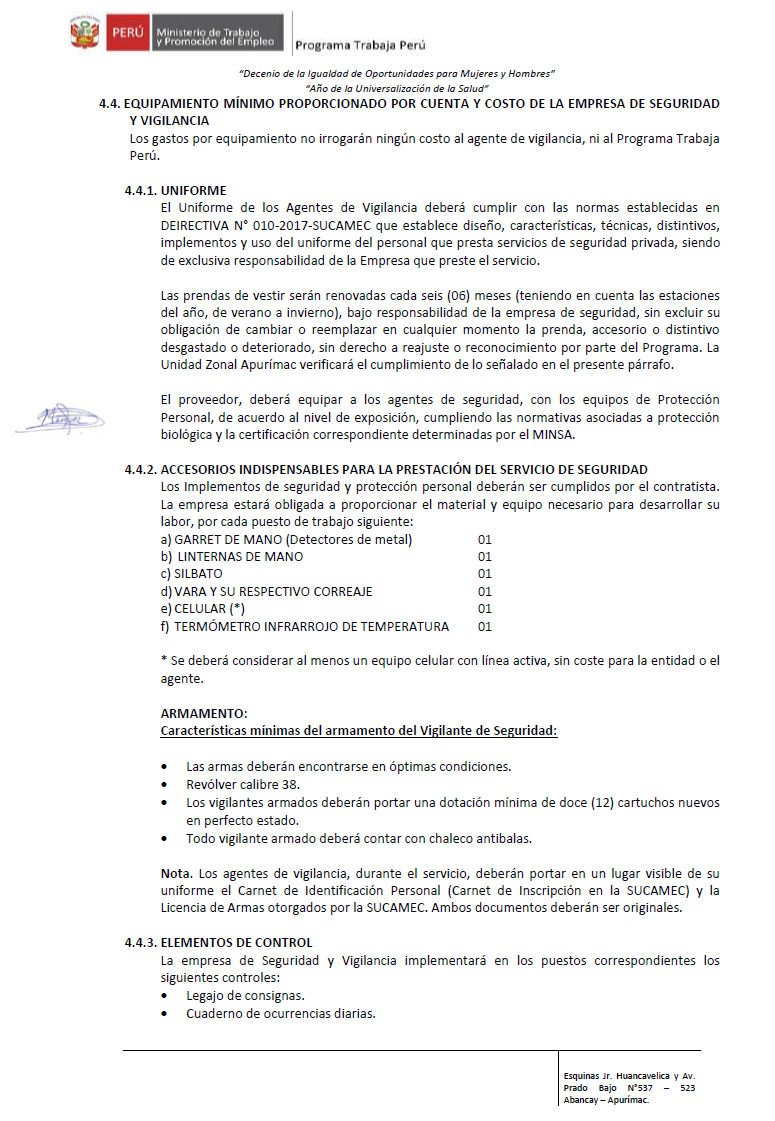 PERÚ
Ministerio de Trabajo
y Promoción del Empleo
Programa Trabaja Perú
“Decenio de la Igualdad de Oportunidades para Mujeres y Hombres”
“Año de la Universalización de la Salud”
4.4. EQUIPAMIENTO MÍNIMO PROPORCIONADO POR CUENTA Y COSTO DE LA EMPRESA DE SEGURIDAD
Y VIGILANCIA
Los gastos por equipamiento no irrogarán ningún costo al agente de vigilancia, ni al Programa Trabaja
Perú.
4.4.1. UNIFORME
El Uniforme de los Agentes de Vigilancia deberá cumplir con las normas establecidas en
DEIRECTIVA N° 010-2017-SUCAMEC que establece diseño, características, técnicas, distintivos,
implementos y uso del uniforme del personal que presta servicios de seguridad privada, siendo
de exclusiva responsabilidad de la Empresa que preste el servicio.
Las prendas de vestir serán renovadas cada seis (06) meses (teniendo en cuenta las estaciones
del año, de verano a invierno), bajo responsabilidad de la empresa de seguridad, sin excluir su
obligación de cambiar o reemplazar en cualquier momento la prenda, accesorio o distintivo
desgastado o deteriorado, sin derecho a reajuste o reconocimiento por parte del Programa. La
Unidad Zonal Apurímac verificará el cumplimiento de lo señalado en el presente párrafo.
El proveedor, deberá equipar a los agentes de seguridad, con los equipos de Protección
Personal, de acuerdo al nivel de exposición, cumpliendo las normativas asociadas a protección
biológica y la certificación correspondiente determinadas por el MINSA.
4.4.2. ACCESORIOS INDISPENSABLES PARA LA PRESTACIÓN DEL SERVICIO DE SEGURIDAD
Los Implementos de seguridad y protección personal deberán ser cumplidos por el contratista.
La empresa estará obligada a proporcionar el material y equipo necesario para desarrollar su
labor, por cada puesto de trabajo siguiente:
a) GARRET DE MANO (Detectores de metal) 01
b) LINTERNAS DE MANO 01
c) SILBATO 01
d) VARA Y SU RESPECTIVO CORREAJE 01
e) CELULAR (*) 01
f) TERMÓMETRO INFRARROJO DE TEMPERATURA 01
* Se deberá considerar al menos un equipo celular con línea activa, sin coste para la entidad o el
agente.
ARMAMENTO:
Características mínimas del armamento del Vigilante de Seguridad:
• Las armas deberán encontrarse en óptimas condiciones.
• Revólver calibre 38.
• Los vigilantes armados deberán portar una dotación mínima de doce (12) cartuchos nuevos
en perfecto estado.
• Todo vigilante armado deberá contar con chaleco antibalas.
Nota. Los agentes de vigilancia, durante el servicio, deberán portar en un lugar visible de su
uniforme el Carnet de Identificación Personal (Carnet de Inscripción en la SUCAMEC) y la
Licencia de Armas otorgados por la SUCAMEC. Ambos documentos deberán ser originales.
4.4.3. ELEMENTOS DE CONTROL
La empresa de Seguridad y Vigilancia implementará en los puestos correspondientes los
siguientes controles:
• Legajo de consignas.
• Cuaderno de ocurrencias diarias.
Esquinas Jr. Huancavelica y Av.
Prado Bajo N°537 – 523
Abancay – Apurímac.